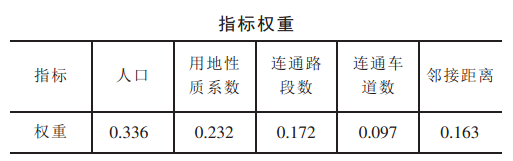 指标权重
指标 人口 用地性质系数 连通路段数 连通车道数 邻接距离
权重 0.336 0.232 0.172 0.097 0.163